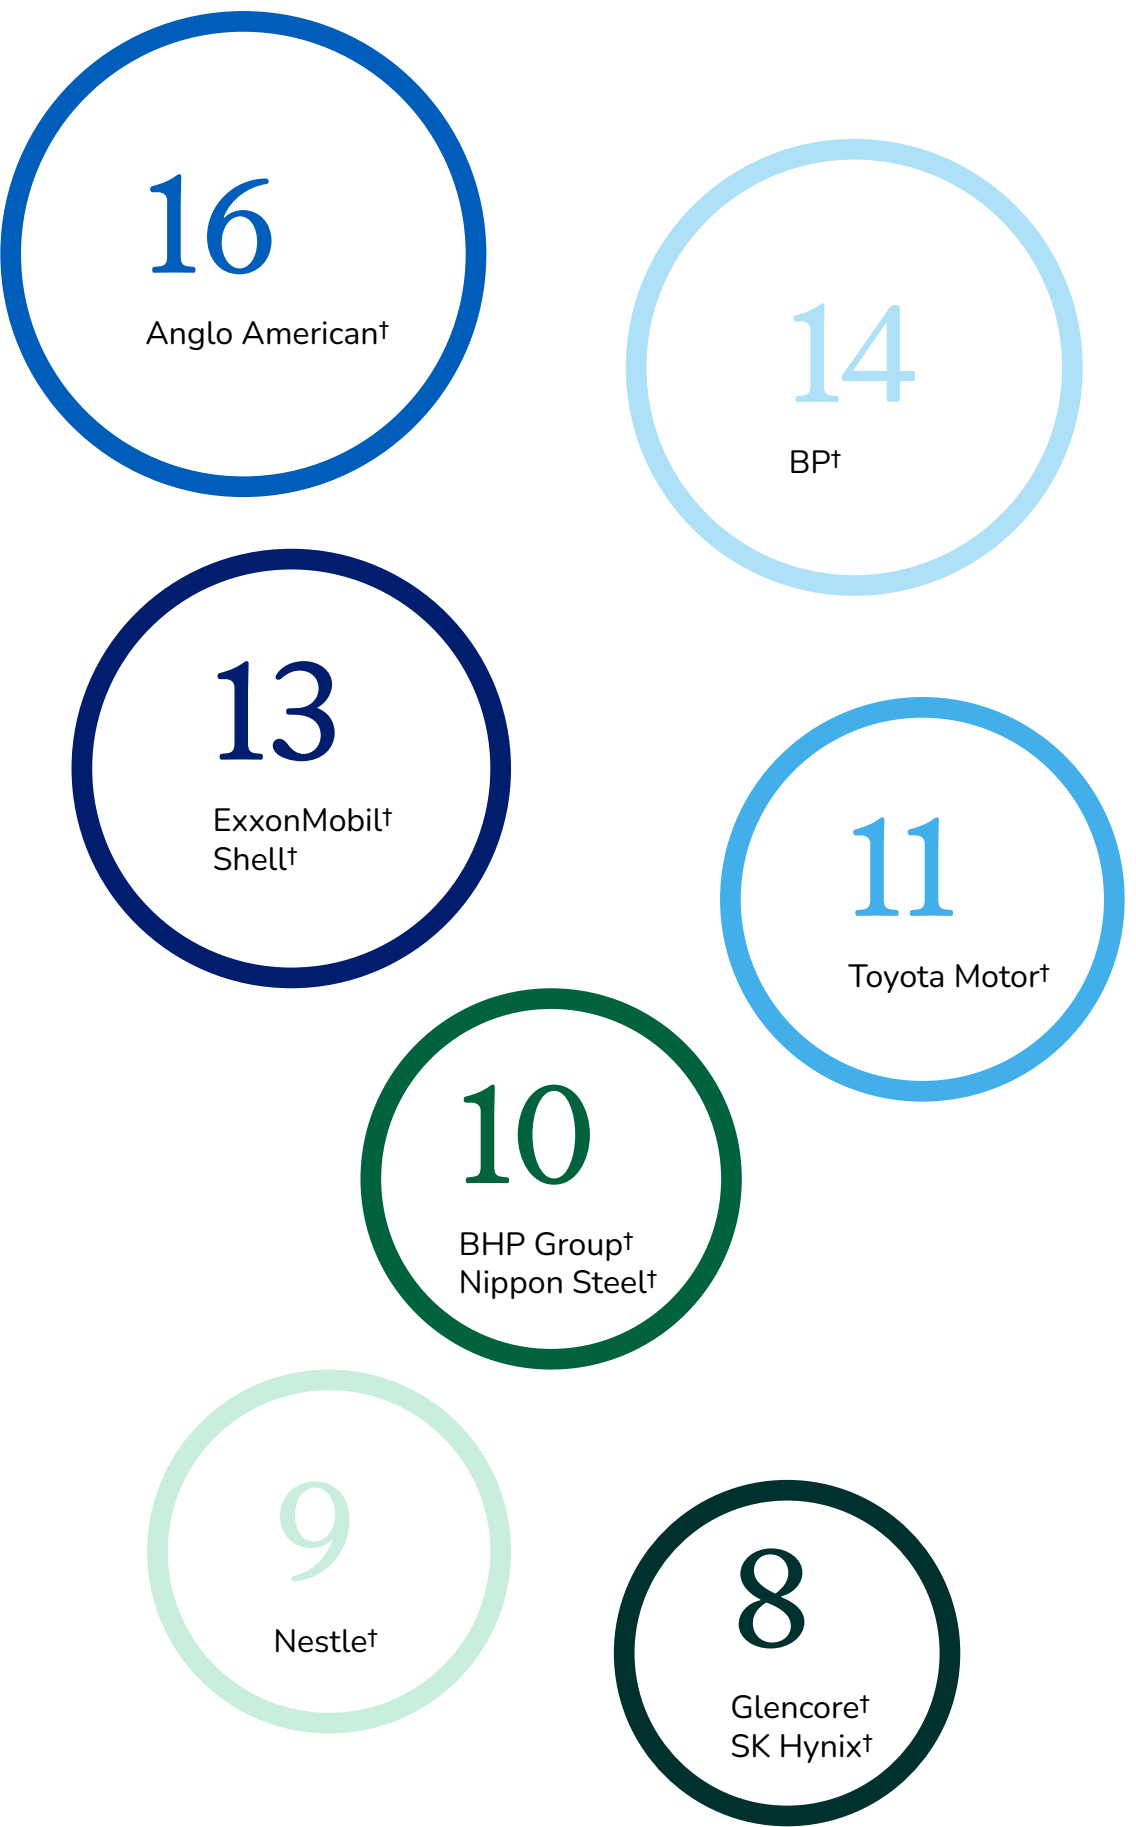 16
Anglo American†
14
BP†
13
ExxonMobil†
Shell†
11
Toyota Motor†
10
BHP Group†
Nippon Steel†
9
Nestle†
8
Glencore†
SK Hynix†